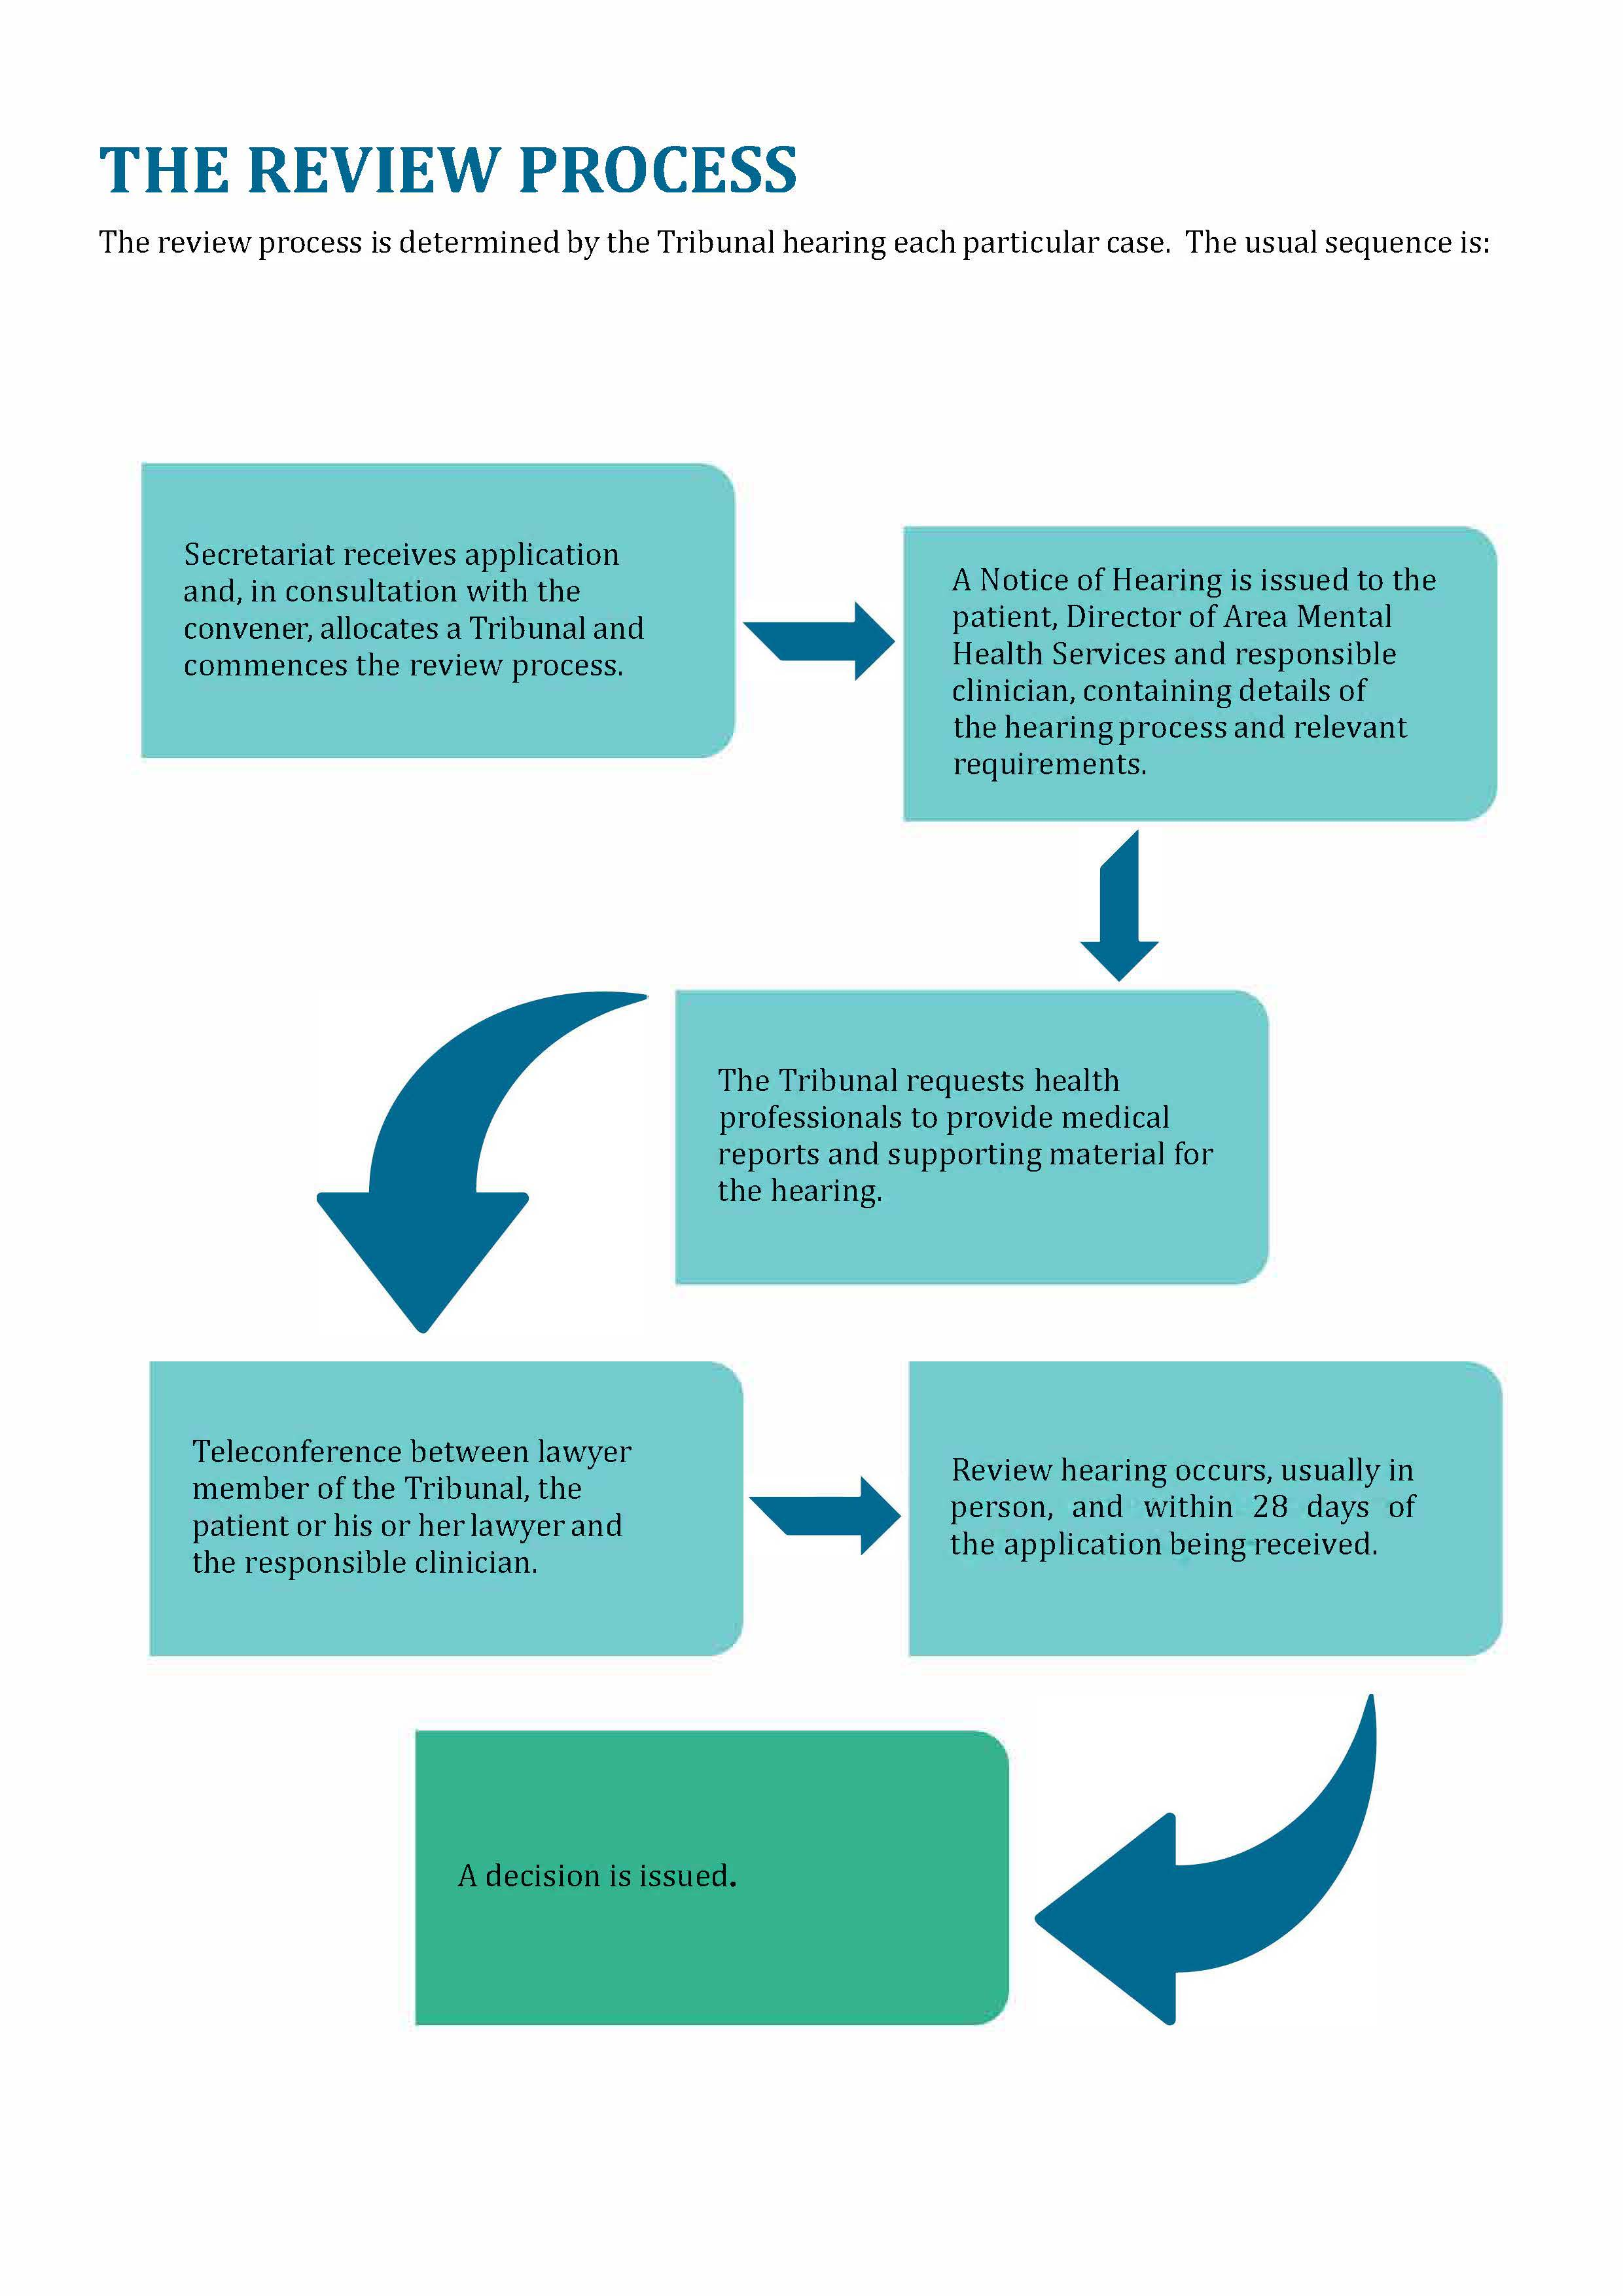 THE REVIEW PROCESS
The review process is determined by the Tribunal hearing each particular case. The usual sequence is:
Secretariat receives application
and, in consultation with the
convener, allocates a Tribunal and
commences the review process.
A Notice of Hearing is issued to the
patient, Director of Area Mental
Health Services and responsible
clinician, containing details of
the hearing process and relevant
requirements.
The Tribunal requests health
professionals to provide medical
reports and supporting material for
the hearing.
Teleconference between lawyer
member of the Tribunal, the
patient or his or her lawyer and
the responsible clinician.
Review hearing occurs, usually in
person, and within 28 days of
the application being received.
A decision is issued.